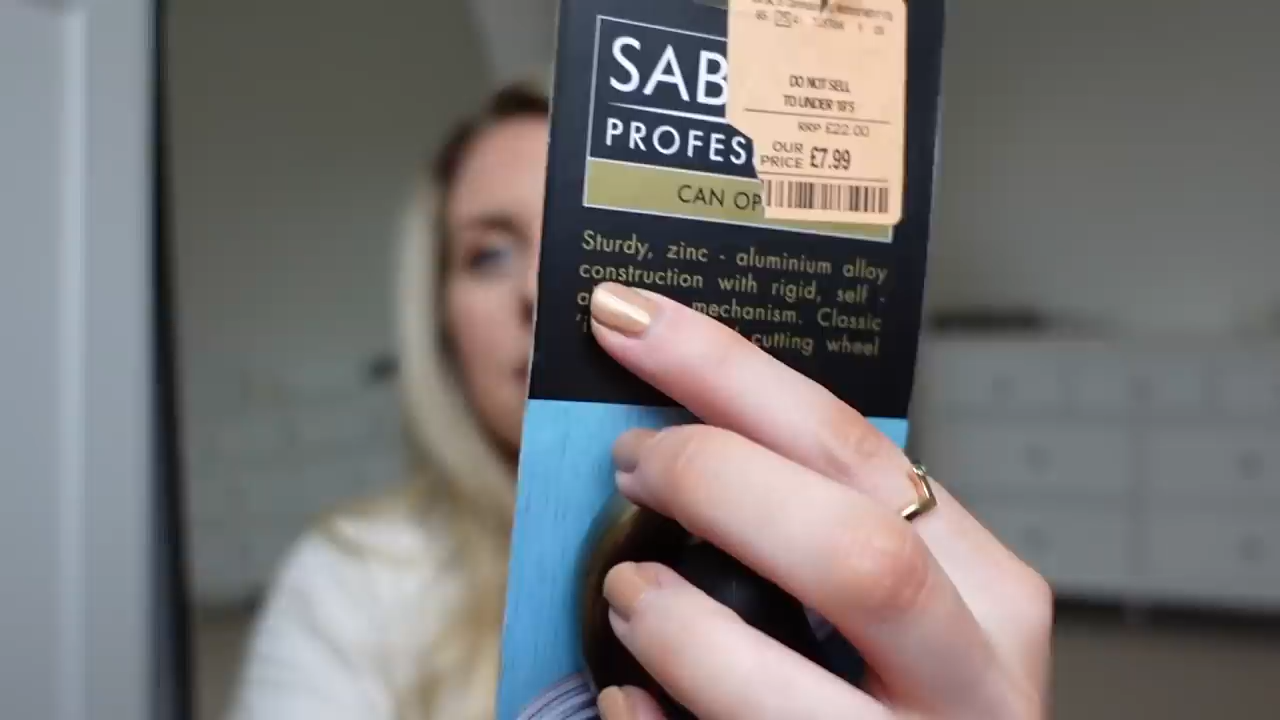 SAB
PROFES
CAN OP
DO NOT SELL
TO UNDER 18'S
RRP £22.00
OUR
PRICE £7.99
Sturdy, zinc - aluminium alloy
construction with rigid, self -
mechanism. Classic
cutting wheel